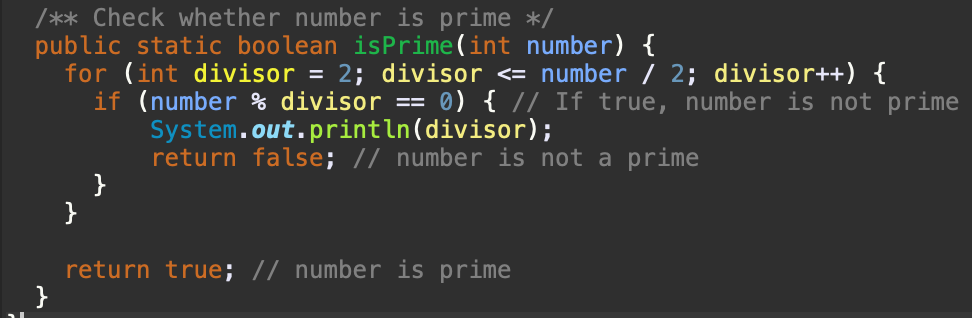 /** Check whether number is prime */
public static boolean isPrime(int number) {
for (int divisor = 2; divisor <= number / 2; divisor++) {
if (number % divisor == 0) { // If true, number is not prime
System.out.println(divisor);
return false; // number is not a prime
}
}
return true; // number is prime
}
}